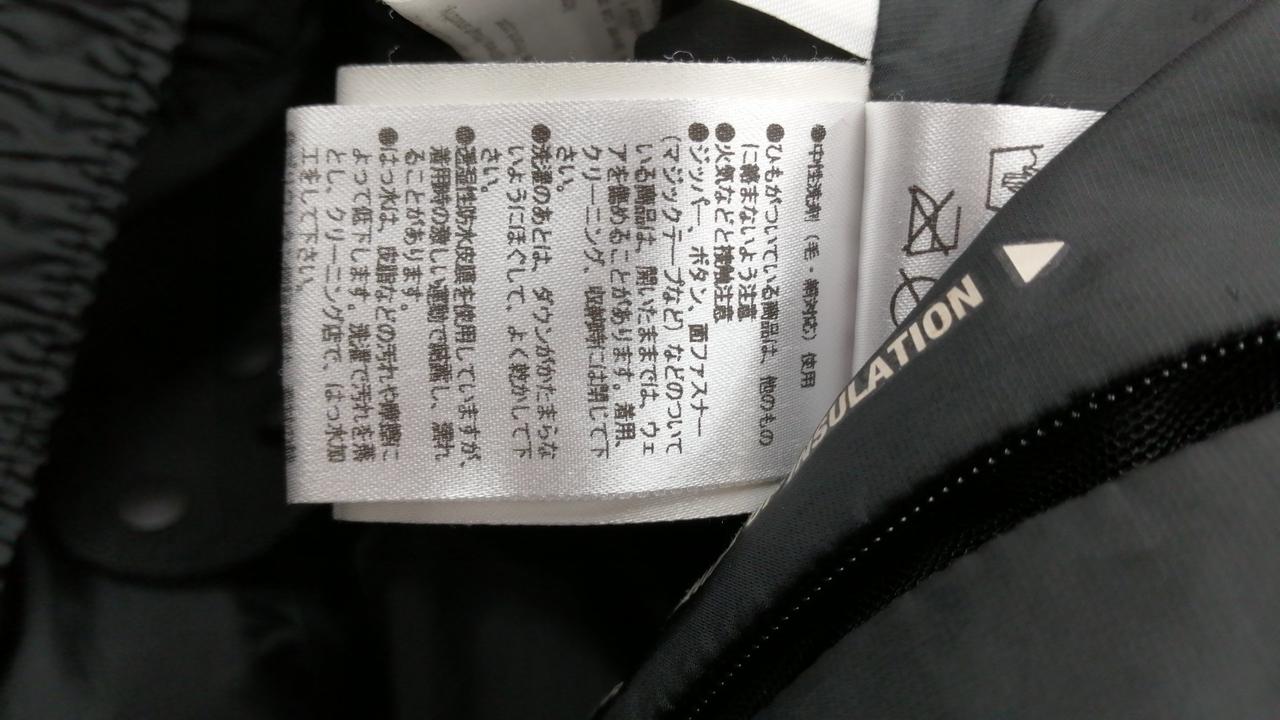 ●中性洗剤(毛・絹対応)使用
●ひもがついている商品は、他のもの
に絡まないよう注意
●火気などと接触注意
●ジッパー、ボタン、面ファスナー
(マジックテープなど)などのついて
いる商品は、開いたままでは、ウェ
アを傷めることがあります。着用、
クリーニング、収納時には閉じて下
さい。
●洗濯のあとは、ダウンがかたまらな
いようにほぐして、よく乾かして下
さい。
●透湿性防水皮膜を使用していますが、
着用時の激しい運動で結露し、濡れ
ることがあります。
●はっ水は、皮脂などの汚れや摩擦に
よって低下します。洗濯で汚れを落
とし、クリーニング店で、はっ水加
工をして下さい。
NSULATION